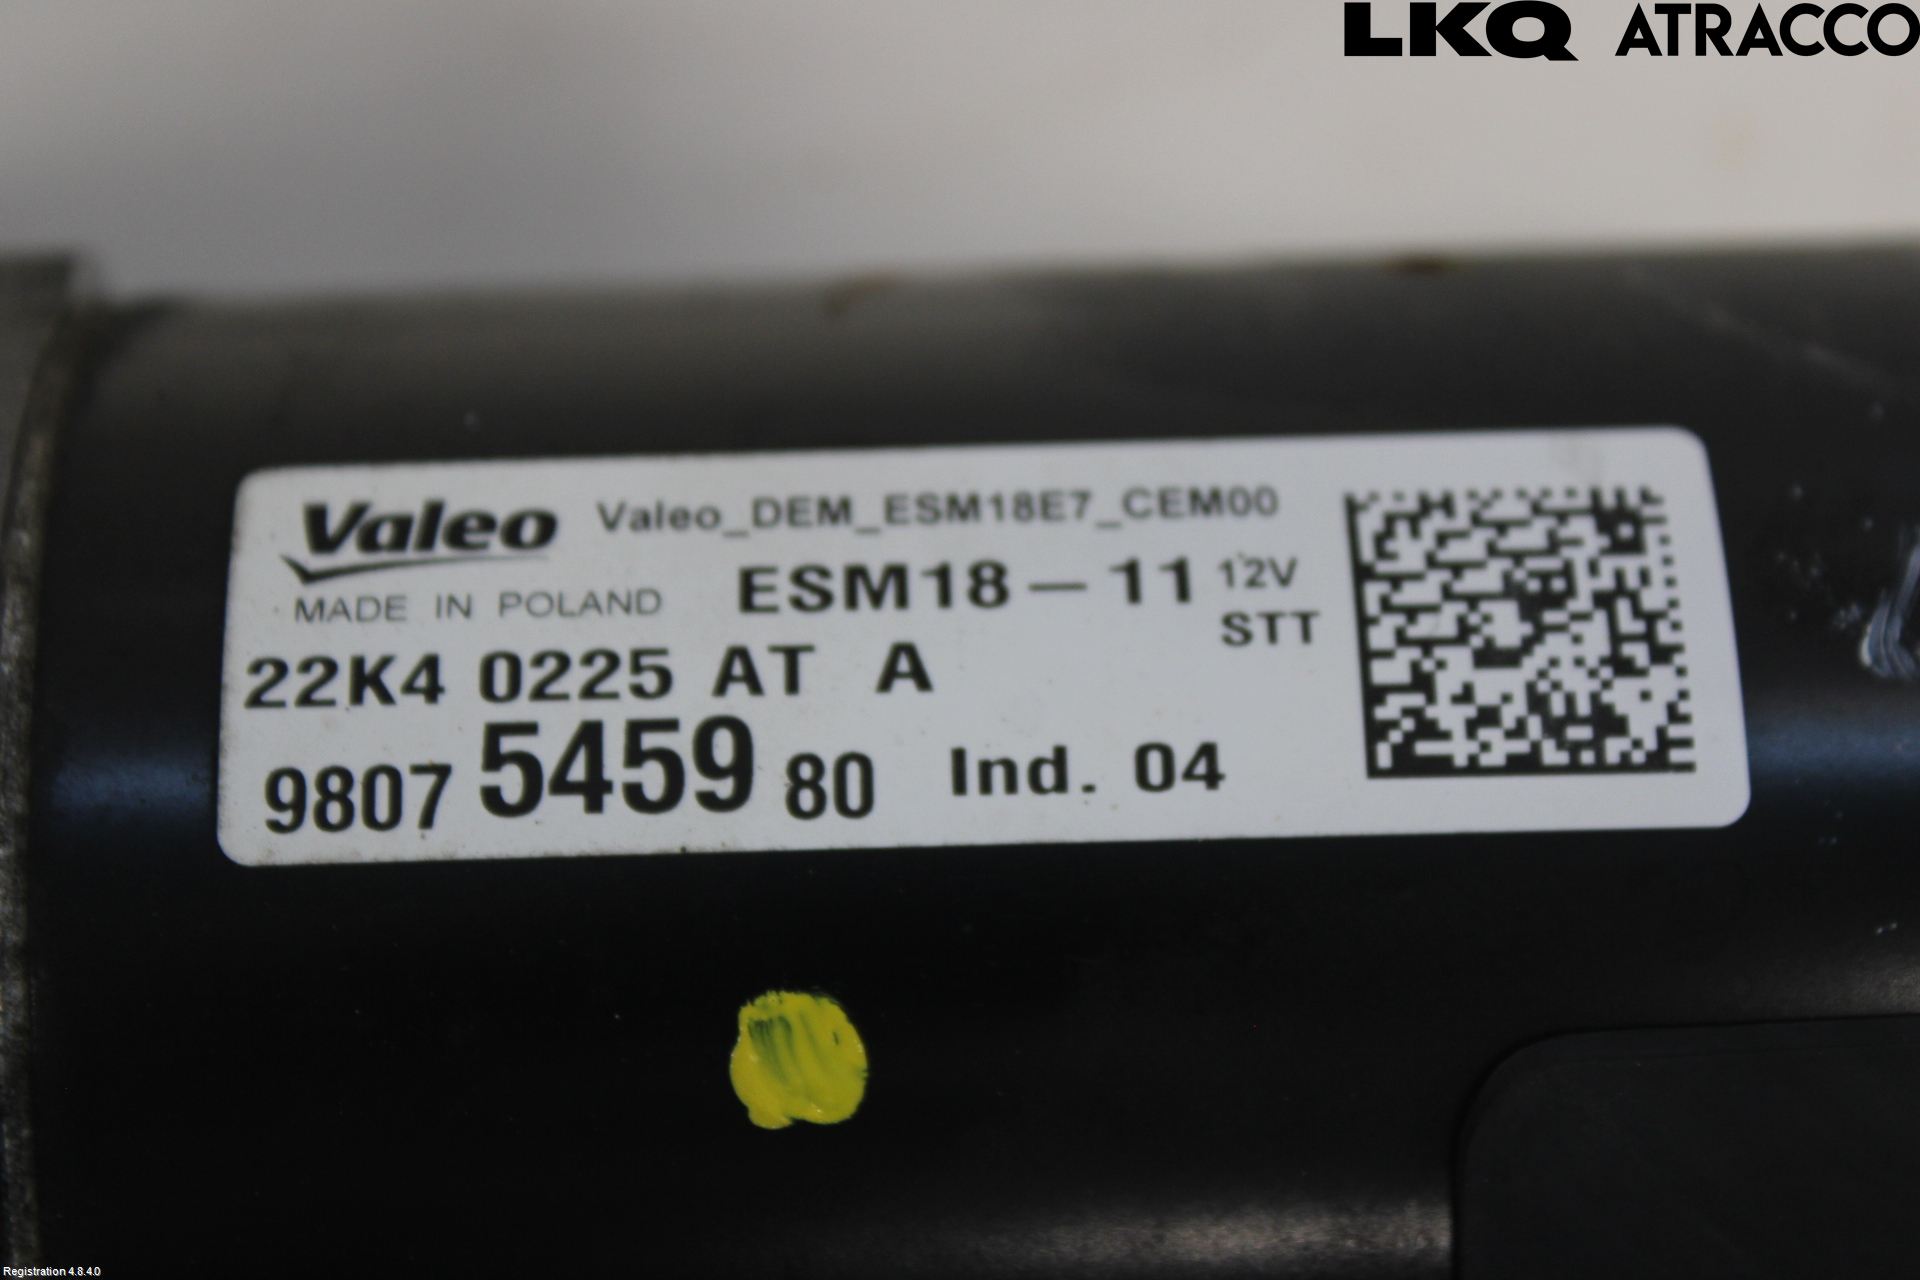 LKQ ATRACCO
Valeo Valeo_DEM_ESM18E7_CEM00
MADE IN POLAND ESM18-11 12V
STT
22K4 0225 AT A
9807 5459 80 Ind. 04
Registration 4.8.4.0